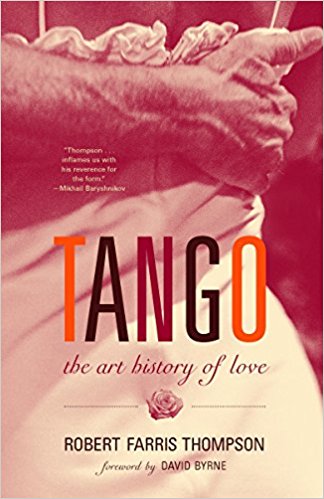 "Thompson . . .
inflames us with
his reverence for
the form."
—Mikhail Baryshnikov
TANGO
the art history of love
ROBERT FARRIS THOMPSON
foreword by DAVID BYRNE